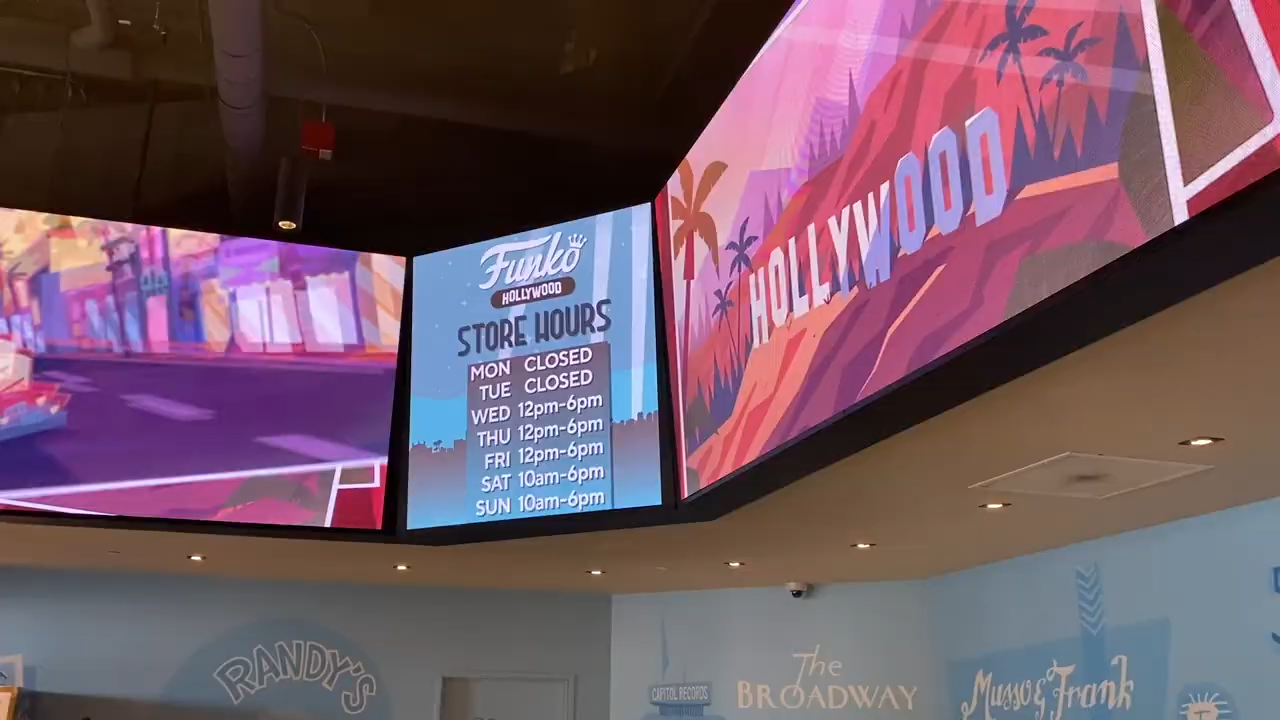 Funko
HOLLYWOOD
STORE HOURS
MON CLOSED
TUE CLOSED
WED 12pm-6pm
THU 12pm-6pm
FRI 12pm-6pm
SAT 10am-6pm
SUN 10am-6pm
HOLLYWOOD
RANDY'S
CAPITOL RECORDS
The
BROADWAY
Musso & Frank